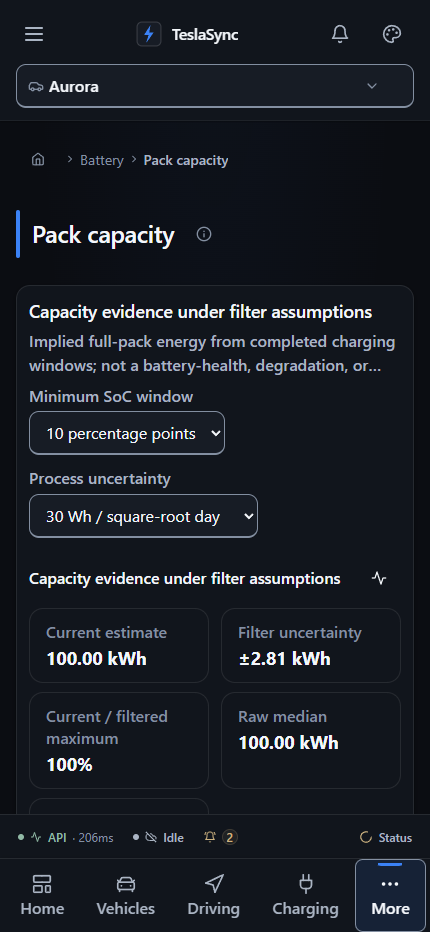 TeslaSync
Aurora
Battery
Pack capacity
Pack capacity
Capacity evidence under filter assumptions
Implied full-pack energy from completed charging
windows; not a battery-health, degradation, or...
Minimum SoC window
10 percentage points
Process uncertainty
30 Wh / square-root day
Capacity evidence under filter assumptions
Current estimate
100.00 kWh
Filter uncertainty
±2.81 kWh
Current / filtered
maximum
100%
Raw median
100.00 kWh
API · 206ms
Idle
2
Status
Home
Vehicles
Driving
Charging
More